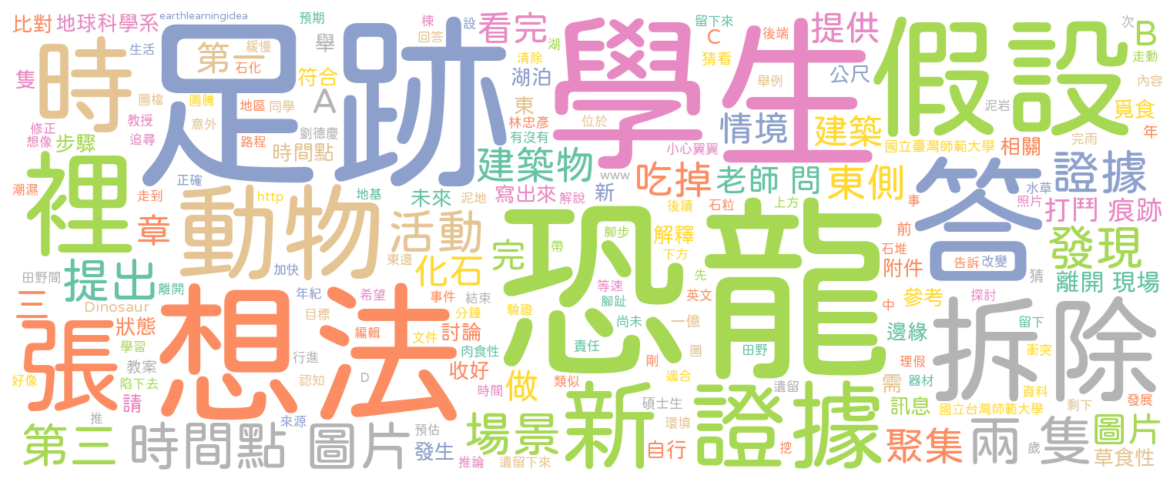 比對 地球科學系 earthlearningidea 預期 棟 設 看完 留下來 後端 提供 次 B
隻 時 生活 足跡 第一 緩慢 石化 舉 回答 湖 清除 學生 C 猜看 舉例 公尺 假設 走動 內容
圖檔 團騰 地區 同學 符合 湖泊 泥岩 覓食
修正 教授 意外 A 東 林忠彥 情境 建築 年
想像 追尋 路程 劉德慶 有沒有 位於 國立臺灣師範大學 相關 完雨
步驟 時間點 建築物 小心翼翼
裡 潮濕 走到 正確 動物 http 地基 未來 泥地 寫出來 解說 新 www 吃掉 老師 問 東側 答 水草 證據
章 活動 後續 石粒 上方 事 照片 打鬥 痕跡
提出 田野間 東邊 化石 完 恐龍 腳步 帶 解釋 下方 前 石堆 附件 告訴 改變 發現
三 離開 加快 先 猜 離開 現場
Dinosaur 年紀 希望 事件 結束 等速 英文 中 參考 探討
張 狀態 想法 目標 分鐘 驗證 腳趾 尚未 一億 邊緣 留下 拆除
學習 編輯 文件 討論 剛 圖 責任 田野 理假 衝突
好像 陷下去 教案 行進 肉食性 收好 做 類似 適合 遺留 需 器材 資料
請 認知 D 時間 新 證據 碩士生 訊息 國立台灣師範大學 剩下 發展
第三 推 時間點 圖片 來源 預估 發生 場景 環境 聚集 兩 隻 圖片
推論 遺留下來 自行 挖 歲 草食性